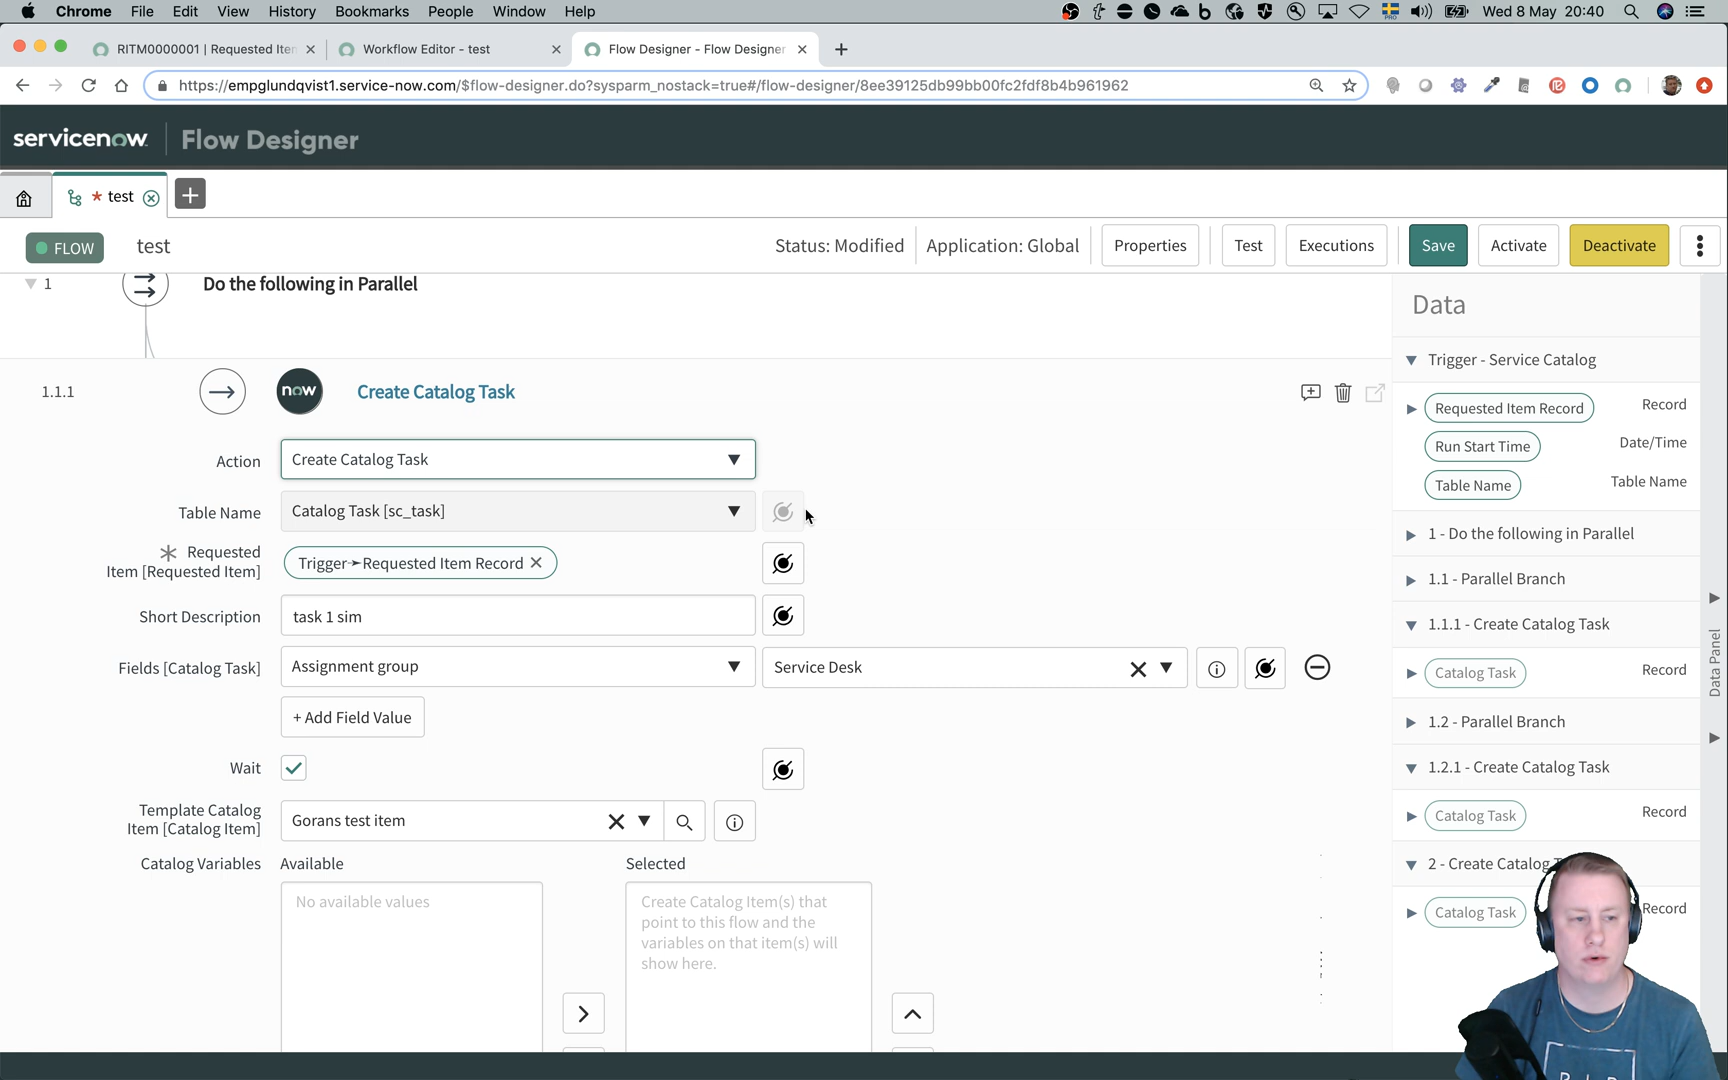 Chrome File Edit View History Bookmarks People Window Help
b PRO Wed 8 May 20:40
RITM0000001 | Requested Iten
Workflow Editor - test
Flow Designer - Flow Designer
https://empglundqvist1.service-now.com/$flow-designer.do?sysparm_nostack=true#/flow-designer/8ee39125db99bb00fc2fdf8b4b961962
servicenow Flow Designer
* test
FLOW test Status: Modified Application: Global Properties Test Executions Save Activate Deactivate
1 Do the following in Parallel
1.1.1 now Create Catalog Task
Action Create Catalog Task
Table Name Catalog Task [sc_task]
Requested
Item [Requested Item] Trigger➛Requested Item Record
Short Description task 1 sim
Fields [Catalog Task] Assignment group Service Desk
+ Add Field Value
Wait
Template Catalog
Item [Catalog Item] Gorans test item
Catalog Variables Available Selected
No available values
Create Catalog Item(s) that
point to this flow and the
variables on that item(s) will
show here.
Data
Trigger - Service Catalog
Requested Item Record Record
Run Start Time Date/Time
Table Name Table Name
1 - Do the following in Parallel
1.1 - Parallel Branch
1.1.1 - Create Catalog Task
Catalog Task Record
1.2 - Parallel Branch
1.2.1 - Create Catalog Task
Catalog Task Record
2 - Create Catalog
Catalog Task Record
Data Panel